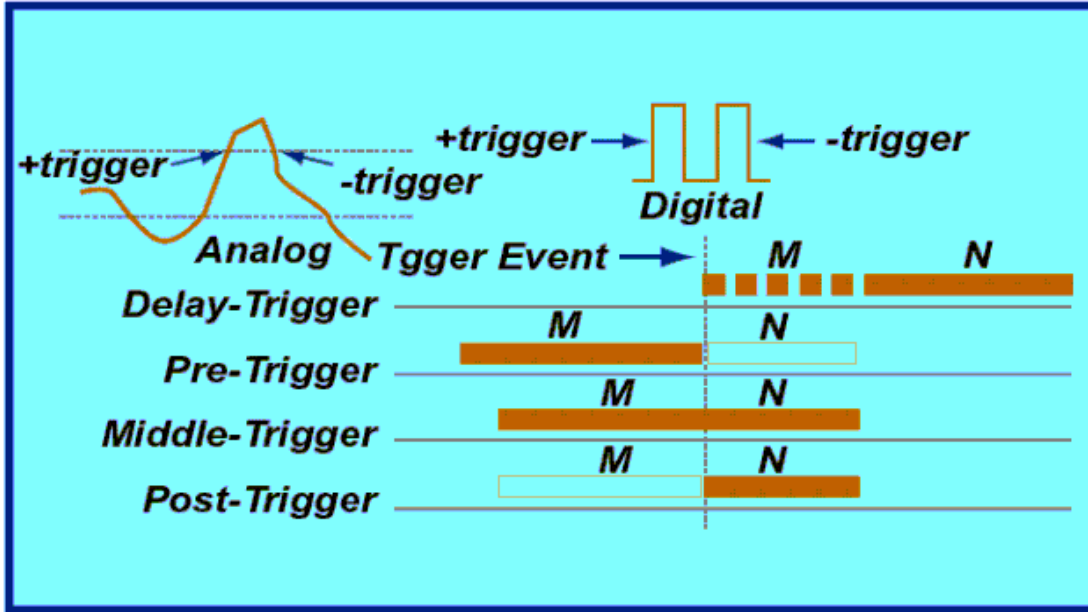 +trigger
-trigger
Analog
+trigger
-trigger
Digital
Tgger Event
M N
Delay-Trigger
M N
Pre-Trigger
M N
Middle-Trigger
M N
Post-Trigger